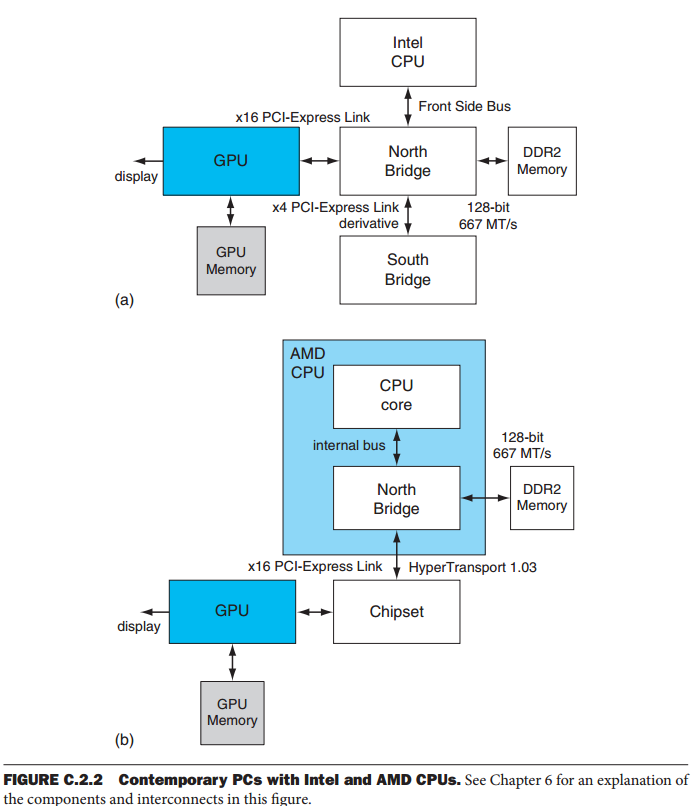 Intel
CPU
Front Side Bus
x16 PCI-Express Link
GPU
North
Bridge
DDR2
Memory
display
x4 PCI-Express Link
derivative
128-bit
667 MT/s
GPU
Memory
South
Bridge
(a)
AMD
CPU
CPU
core
internal bus
128-bit
667 MT/s
North
Bridge
DDR2
Memory
x16 PCI-Express Link
HyperTransport 1.03
GPU
Chipset
display
GPU
Memory
(b)
FIGURE C.2.2 Contemporary PCs with Intel and AMD CPUs. See Chapter 6 for an explanation of
the components and interconnects in this figure.